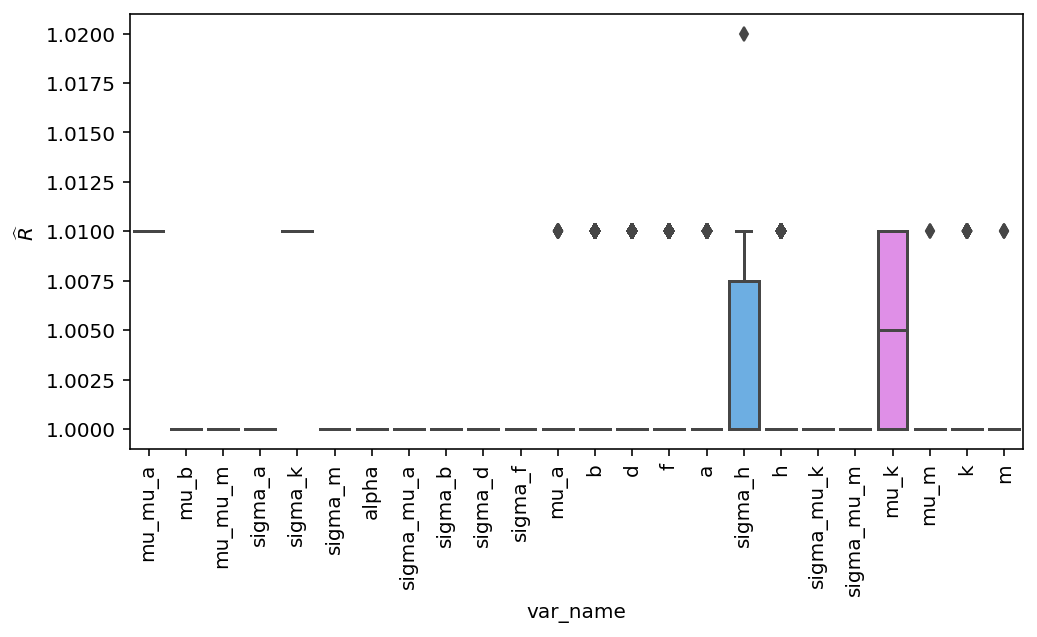 1.0200
1.0175
1.0150
1.0125
1.0100
1.0075
1.0050
1.0025
1.0000
R̂
mu_mu_a
mu_b
mu_mu_m
sigma_a
sigma_k
sigma_m
alpha
sigma_mu_a
sigma_b
sigma_d
sigma_f
mu_a
b
d
f
a
sigma_h
h
sigma_mu_k
sigma_mu_m
mu_k
mu_m
k
m
var_name